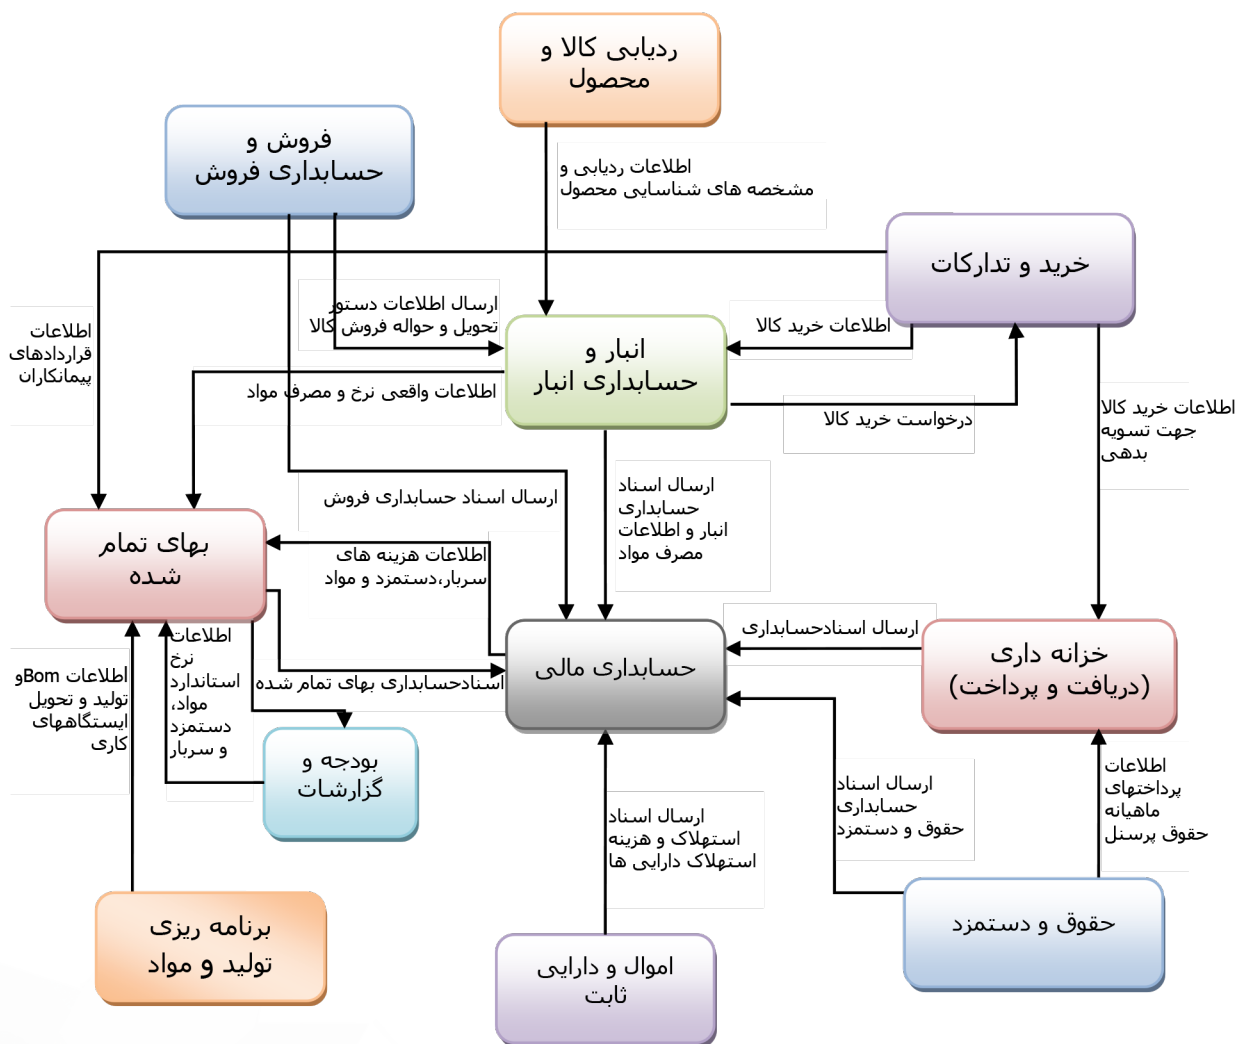 ردیابی کالا و
محصول
فروش و
حسابداری فروش
اطلاعات ردیابی و
مشخصه های شناسایی محصول
خرید و تدارکات
ارسال اطلاعات دستور
تحویل و حواله فروش کالا
اطلاعات خرید کالا
اطلاعات
قراردادهای
پیمانکاران
انبار و
حسابداری انبار
اطلاعات واقعی نرخ و مصرف مواد
درخواست خرید کالا
اطلاعات خرید کالا
جهت تسویه
بدهی
ارسال اسناد حسابداری فروش
ارسال اسناد
حسابداری
انبار و اطلاعات
مصرف مواد
بهای تمام
شده
اطلاعات هزینه های
سربار،دستمزد و مواد
ارسال اسنادحسابداری
خزانه داری
(دریافت و پرداخت)
حسابداری مالی
اسنادحسابداری بهای تمام شده
اطلاعات
نرخ
استاندارد
مواد،
دستمزد
و سربار
اطلاعات Bomو
تولید و تحویل
ایستگاههای
کاری
بودجه و
گزارشات
ارسال اسناد
استهلاک و هزینه
استهلاک دارایی ها
ارسال اسناد
حسابداری
حقوق و دستمزد
اطلاعات
پرداختهای
ماهیانه
حقوق پرسنل
برنامه ریزی
تولید و مواد
اموال و دارایی
ثابت
حقوق و دستمزد